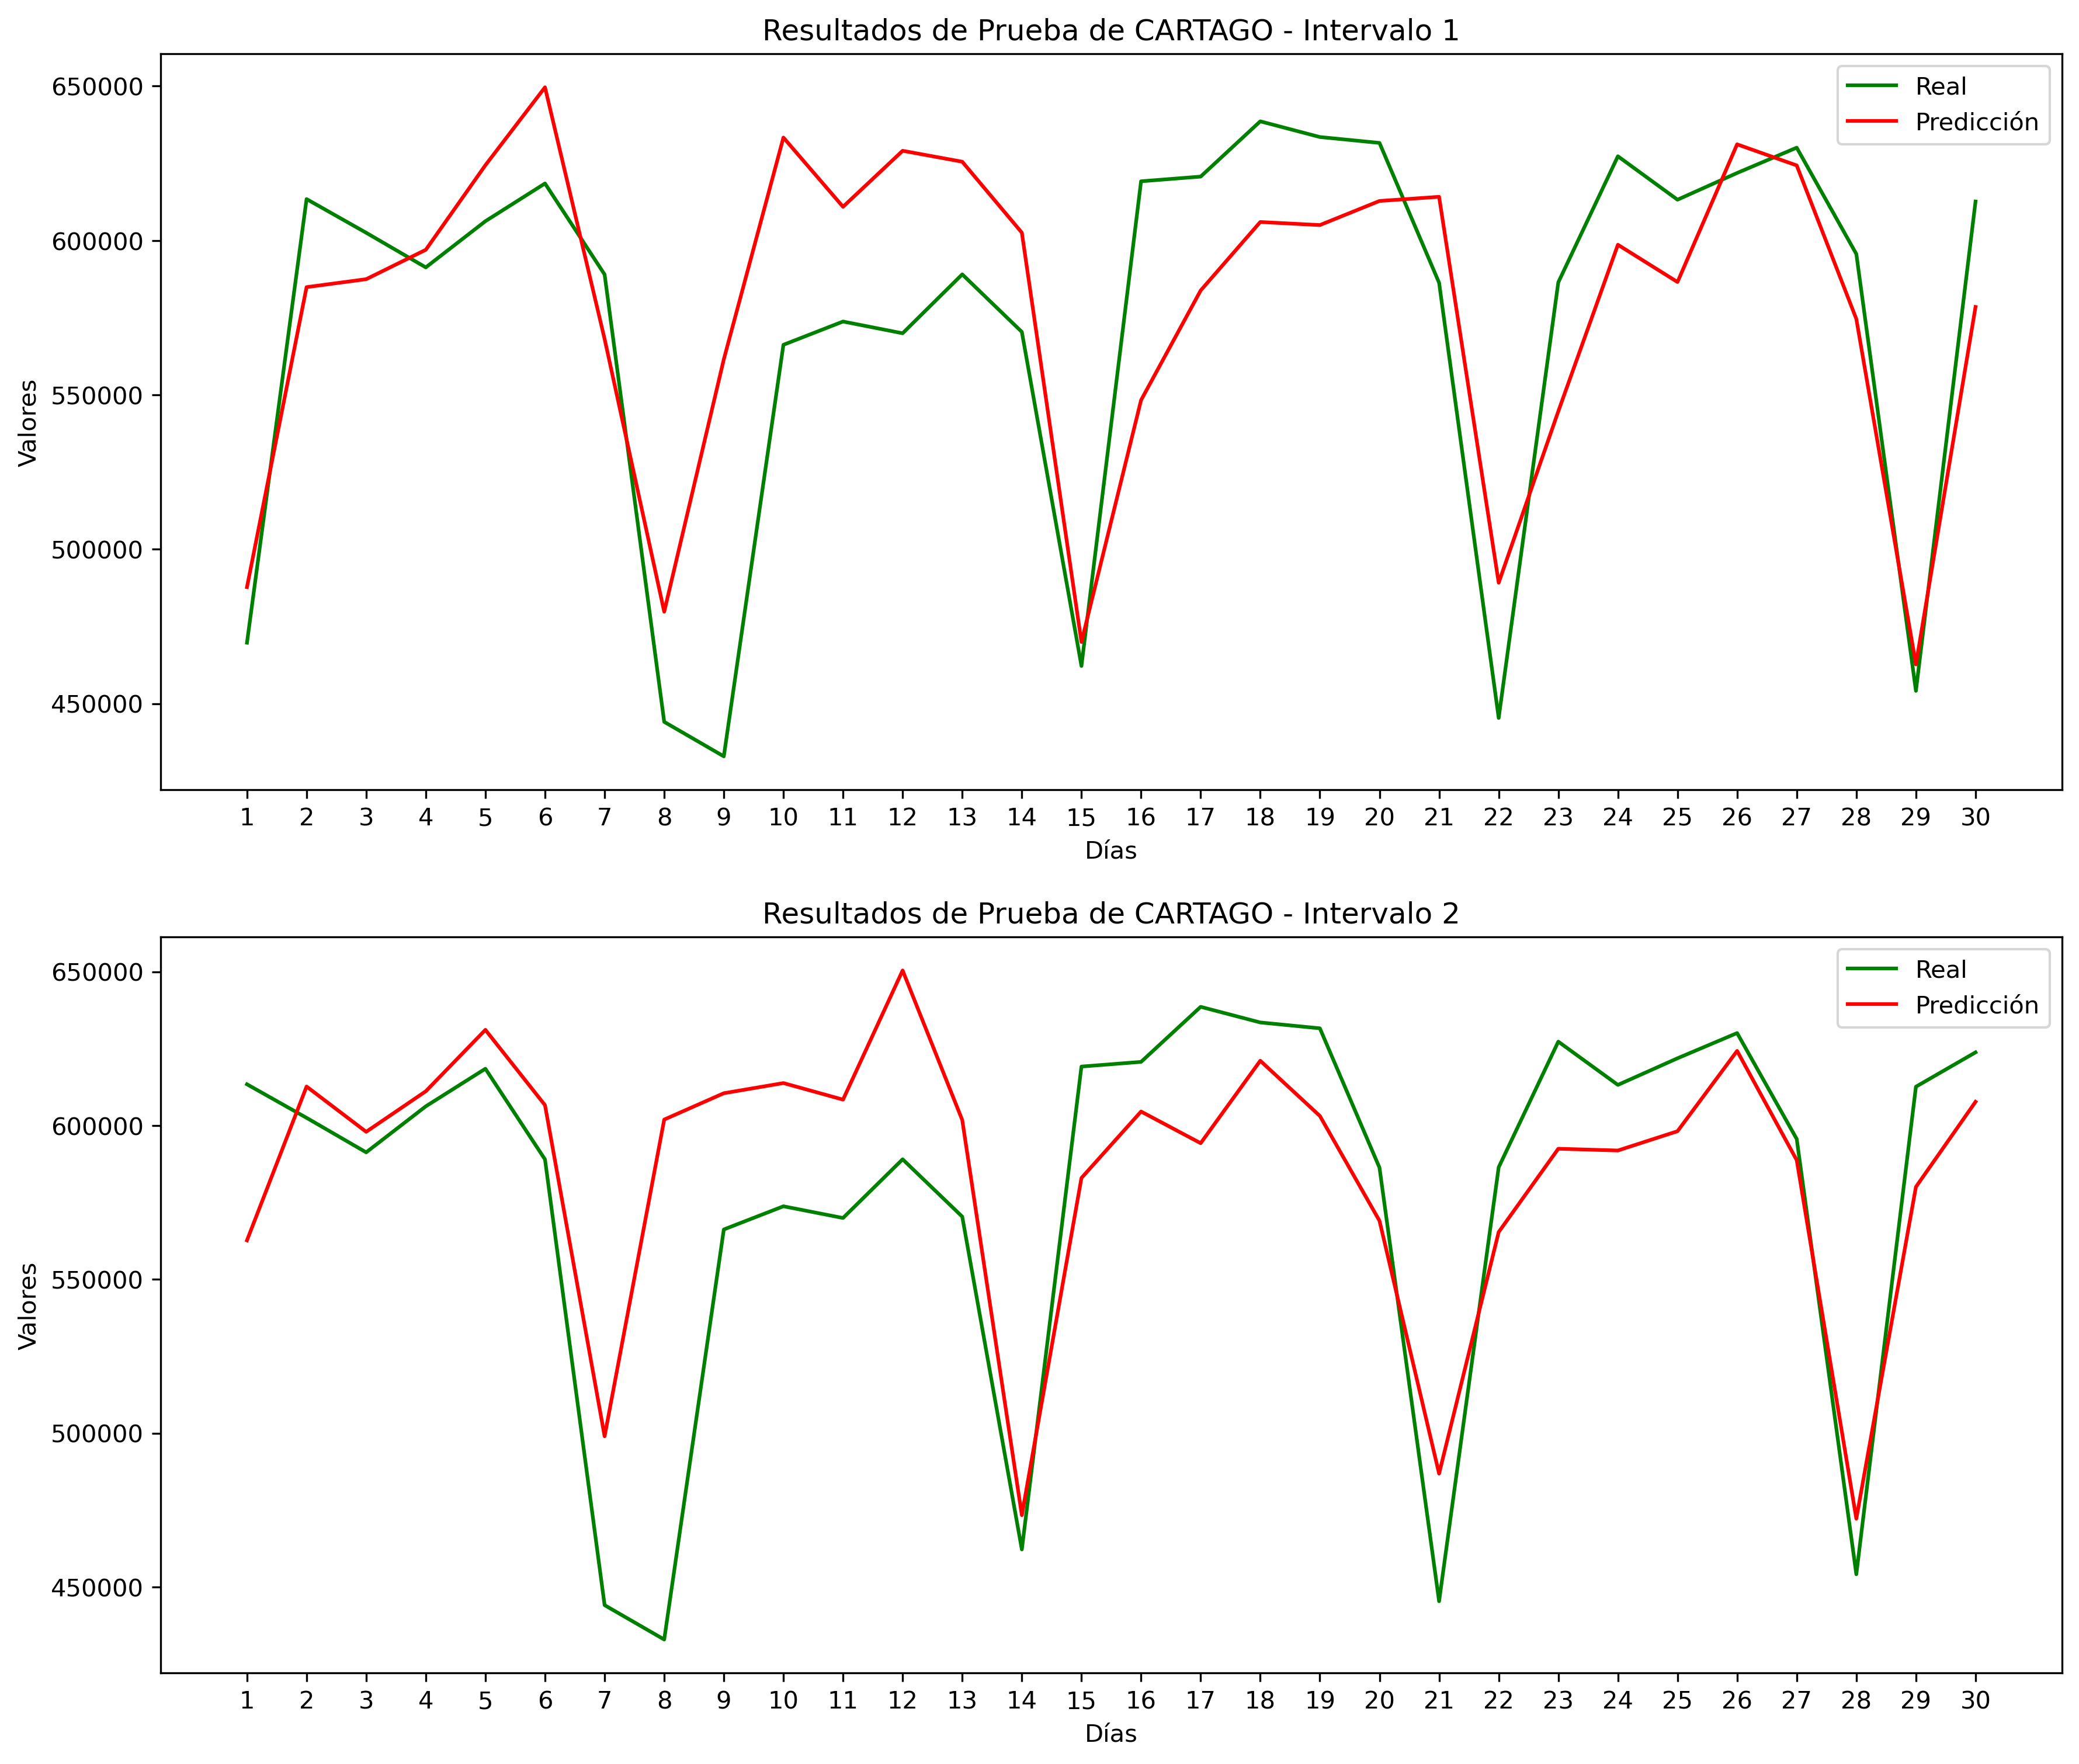 Resultados de Prueba de CARTAGO - Intervalo 1
Real
Predicción
650000
600000
550000
500000
450000
Valores
1 2 3 4 5 6 7 8 9 10 11 12 13 14 15 16 17 18 19 20 21 22 23 24 25 26 27 28 29 30
Días
Resultados de Prueba de CARTAGO - Intervalo 2
Real
Predicción
650000
600000
550000
500000
450000
Valores
1 2 3 4 5 6 7 8 9 10 11 12 13 14 15 16 17 18 19 20 21 22 23 24 25 26 27 28 29 30
Días